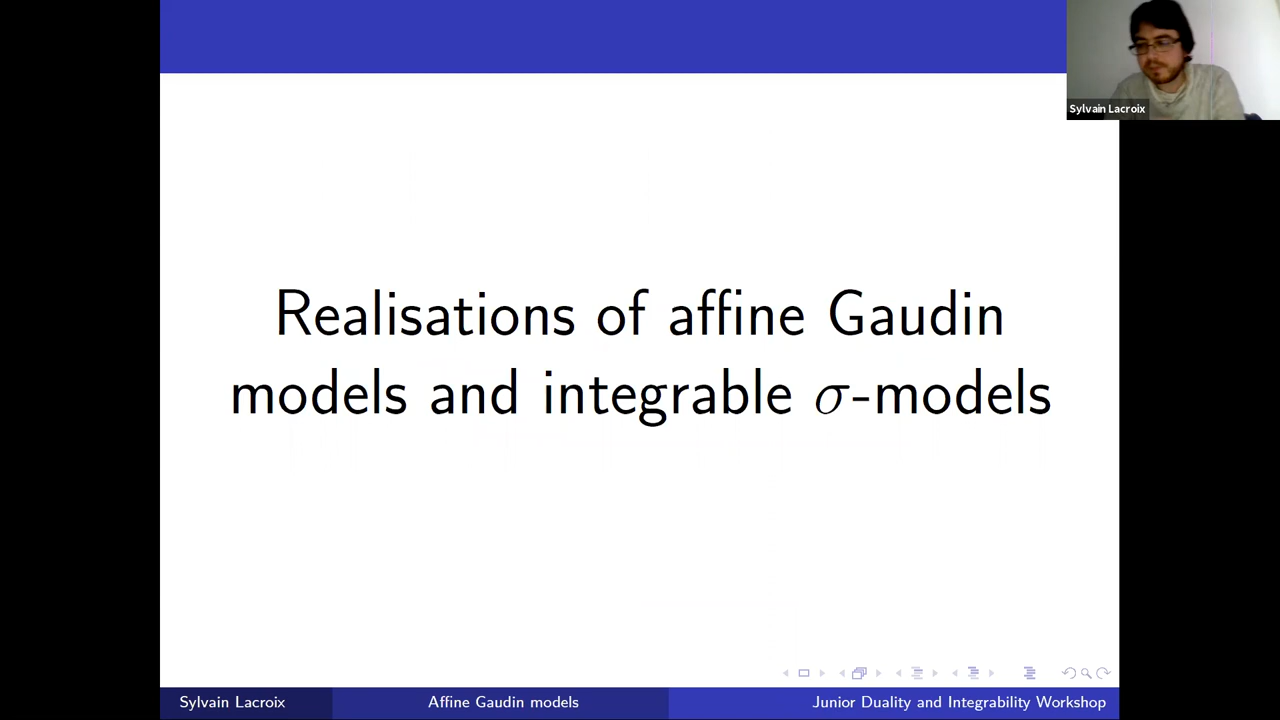 Sylvain Lacroix
Realisations of affine Gaudin
models and integrable σ-models
Sylvain Lacroix
Affine Gaudin models
Junior Duality and Integrability Workshop